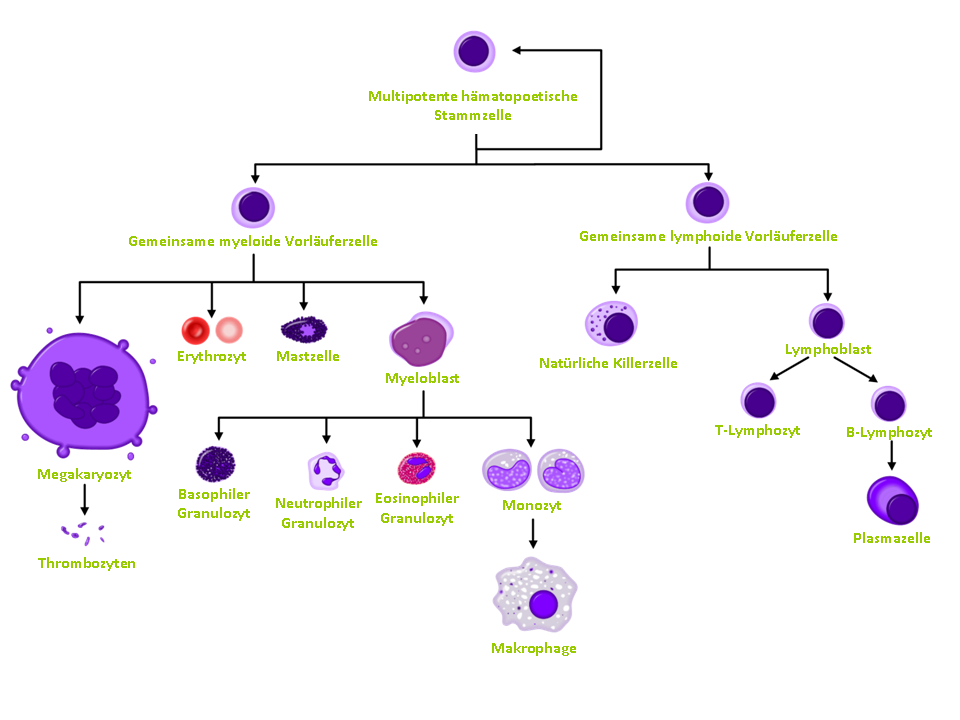 Multipotente hämatopoetische
Stammzelle
Gemeinsame myeloide Vorläuferzelle
Gemeinsame lymphoide Vorläuferzelle
Erythrozyt
Mastzelle
Myeloblast
Natürliche Killerzelle
Lymphoblast
T-Lymphozyt
B-Lymphozyt
Megakaryozyt
Basophiler
Granulozyt
Neutrophiler
Granulozyt
Eosinophiler
Granulozyt
Monozyt
Plasmazelle
Thrombozyten
Makrophage